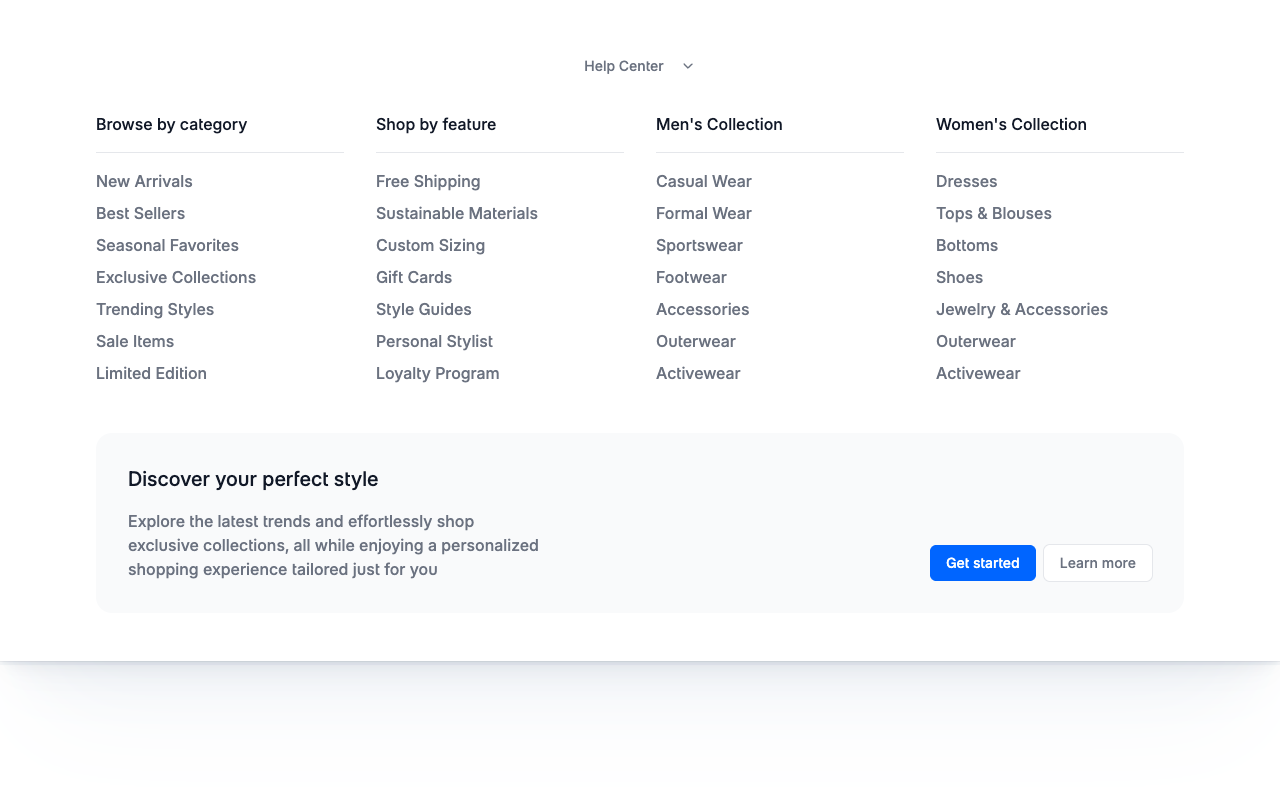 Help Center
Browse by category
New Arrivals
Best Sellers
Seasonal Favorites
Exclusive Collections
Trending Styles
Sale Items
Limited Edition
Shop by feature
Free Shipping
Sustainable Materials
Custom Sizing
Gift Cards
Style Guides
Personal Stylist
Loyalty Program
Men's Collection
Casual Wear
Formal Wear
Sportswear
Footwear
Accessories
Outerwear
Activewear
Women's Collection
Dresses
Tops & Blouses
Bottoms
Shoes
Jewelry & Accessories
Outerwear
Activewear
Discover your perfect style
Explore the latest trends and effortlessly shop
exclusive collections, all while enjoying a personalized
shopping experience tailored just for you
Get started
Learn more